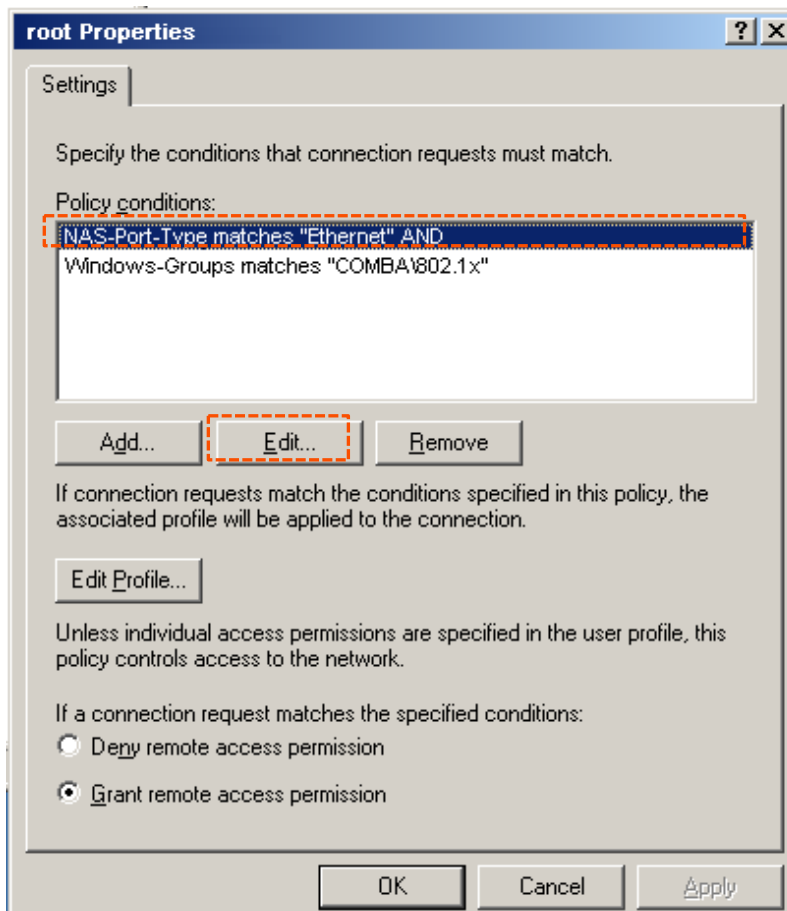 root Properties
Settings
Specify the conditions that connection requests must match.
Policy conditions:
NAS-Port-Type matches "Ethernet" AND
Windows-Groups matches "COMBA\802.1x"
Add... Edit... Remove
If connection requests match the conditions specified in this policy, the
associated profile will be applied to the connection.
Edit Profile...
Unless individual access permissions are specified in the user profile, this
policy controls access to the network.
If a connection request matches the specified conditions:
Deny remote access permission
Grant remote access permission
OK Cancel Apply